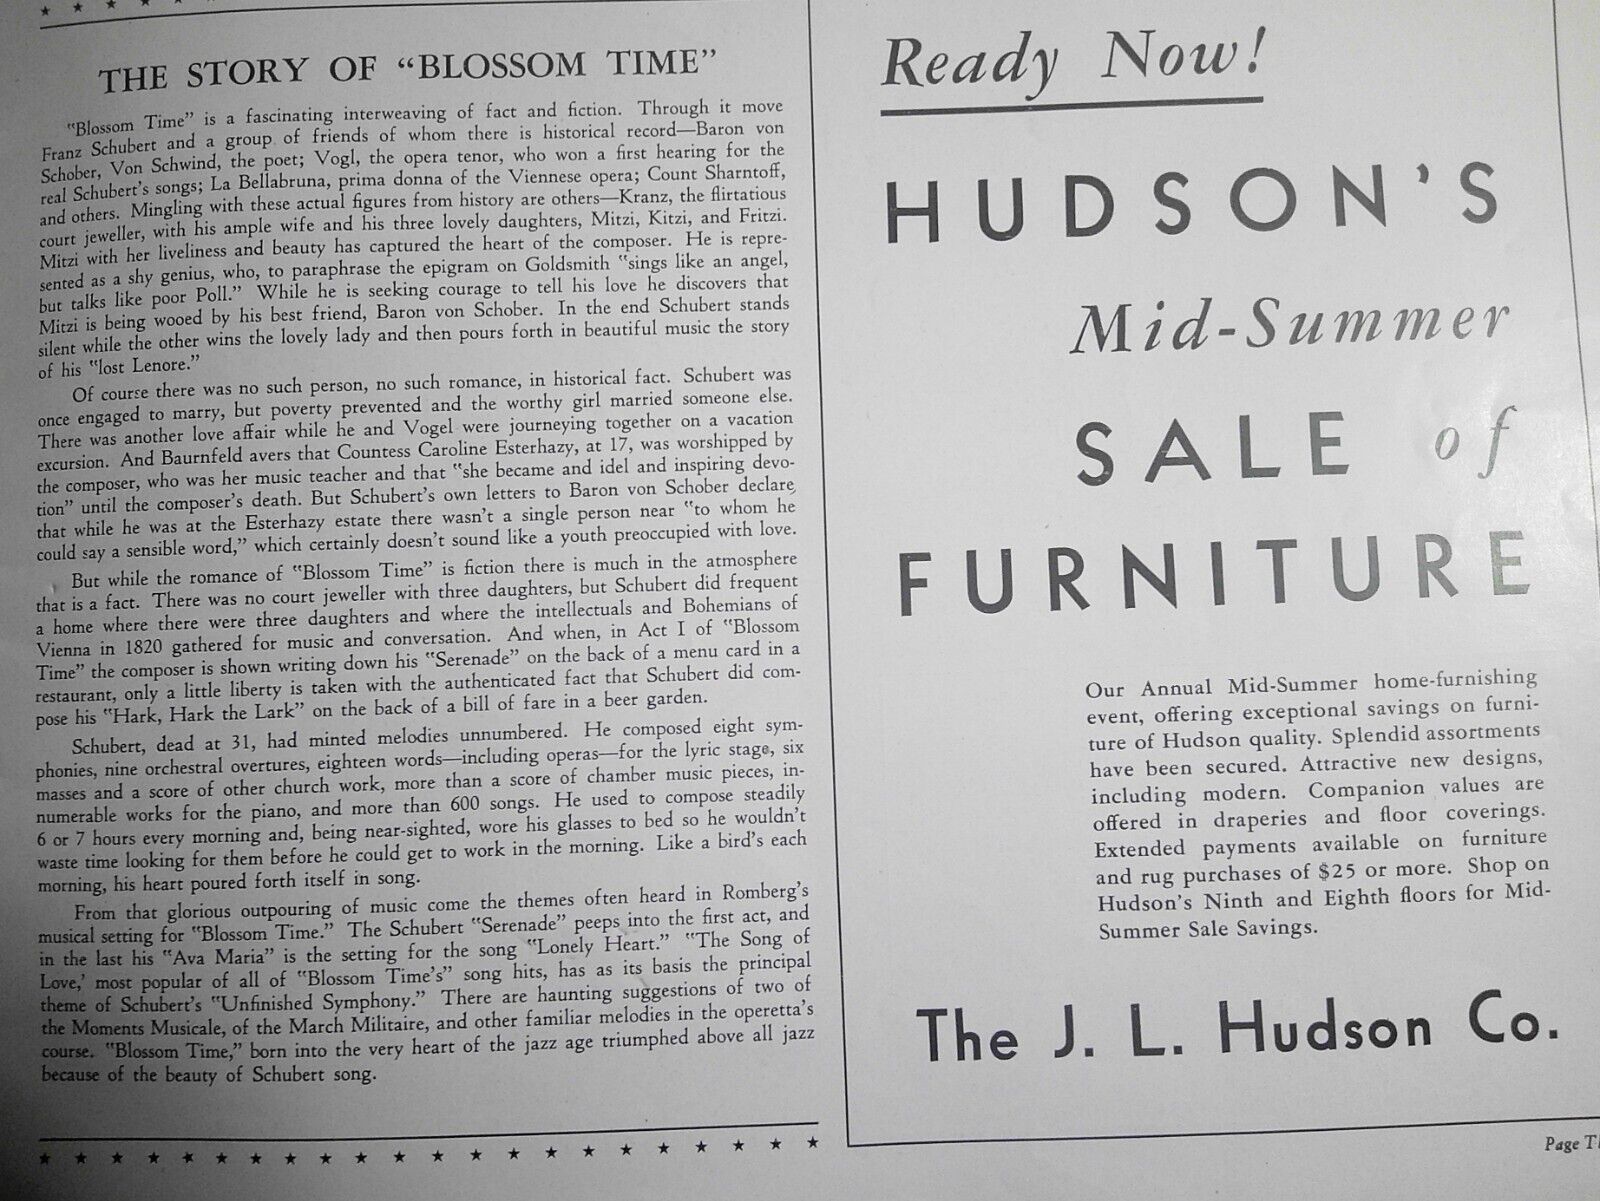 THE STORY OF “BLOSSOM TIME”
“Blossom Time” is a fascinating interweaving of fact and fiction. Through it move
Franz Schubert and a group of friends of whom there is historical record—Baron von
Schober, Von Schwind, the poet; Vogl, the opera tenor, who won a first hearing for the
real Schubert's songs; La Bellabruna, prima donna of the Viennese opera; Count Sharntoff,
and others. Mingling with these actual figures from history are others—Kranz, the flirtatious
court jeweller, with his ample wife and his three lovely daughters, Mitzi, Kitzi, and Fritzi.
Mitzi with her liveliness and beauty has captured the heart of the composer. He is repre-
sented as a shy genius, who, to paraphrase the epigram on Goldsmith “sings like an angel,
but talks like poor Poll.” While he is seeking courage to tell his love he discovers that
Mitzi is being wooed by his best friend, Baron von Schober. In the end Schubert stands
silent while the other wins the lovely lady and then pours forth in beautiful music the story
of his “lost Lenore.”
Of course there was no such person, no such romance, in historical fact. Schubert was
once engaged to marry, but poverty prevented and the worthy girl married someone else.
There was another love affair while he and Vogel were journeying together on a vacation
excursion. And Baurnfeld avers that Countess Caroline Esterhazy, at 17, was worshipped by
the composer, who was her music teacher and that “she became and idel and inspiring devo-
tion” until the composer's death. But Schubert's own letters to Baron von Schober declare
that while he was at the Esterhazy estate there wasn't a single person near “to whom he
could say a sensible word,” which certainly doesn't sound like a youth preoccupied with love.
But while the romance of “Blossom Time” is fiction there is much in the atmosphere
that is a fact. There was no court jeweller with three daughters, but Schubert did frequent
a home where there were three daughters and where the intellectuals and Bohemians of
Vienna in 1820 gathered for music and conversation. And when, in Act I of “Blossom
Time” the composer is shown writing down his “Serenade” on the back of a menu card in a
restaurant, only a little liberty is taken with the authenticated fact that Schubert did com-
pose his “Hark, Hark the Lark” on the back of a bill of fare in a beer garden.
Schubert, dead at 31, had minted melodies unnumbered. He composed eight sym-
phonies, nine orchestral overtures, eighteen words—including operas—for the lyric stage, six
masses and a score of other church work, more than a score of chamber music pieces, in-
numerable works for the piano, and more than 600 songs. He used to compose steadily
6 or 7 hours every morning and, being near-sighted, wore his glasses to bed so he wouldn't
waste time looking for them before he could get to work in the morning. Like a bird's each
morning, his heart poured forth itself in song.
From that glorious outpouring of music come the themes often heard in Romberg's
musical setting for “Blossom Time.” The Schubert “Serenade” peeps into the first act, and
in the last his “Ava Maria” is the setting for the song “Lonely Heart.” “The Song of
Love,' most popular of all of “Blossom Time's” song hits, has as its basis the principal
theme of Schubert's “Unfinished Symphony.” There are haunting suggestions of two of
the Moments Musicale, of the March Militaire, and other familiar melodies in the operetta's
course. “Blossom Time,” born into the very heart of the jazz age triumphed above all jazz
because of the beauty of Schubert song.
Ready Now!
HUDSON'S
Mid-Summer
SALE of
FURNITURE
Our Annual Mid-Summer home-furnishing
event, offering exceptional savings on furni-
ture of Hudson quality. Splendid assortments
have been secured. Attractive new designs,
including modern. Companion values are
offered in draperies and floor coverings.
Extended payments available on furniture
and rug purchases of $25 or more. Shop on
Hudson's Ninth and Eighth floors for Mid-
Summer Sale Savings.
The J. L. Hudson Co.
Page